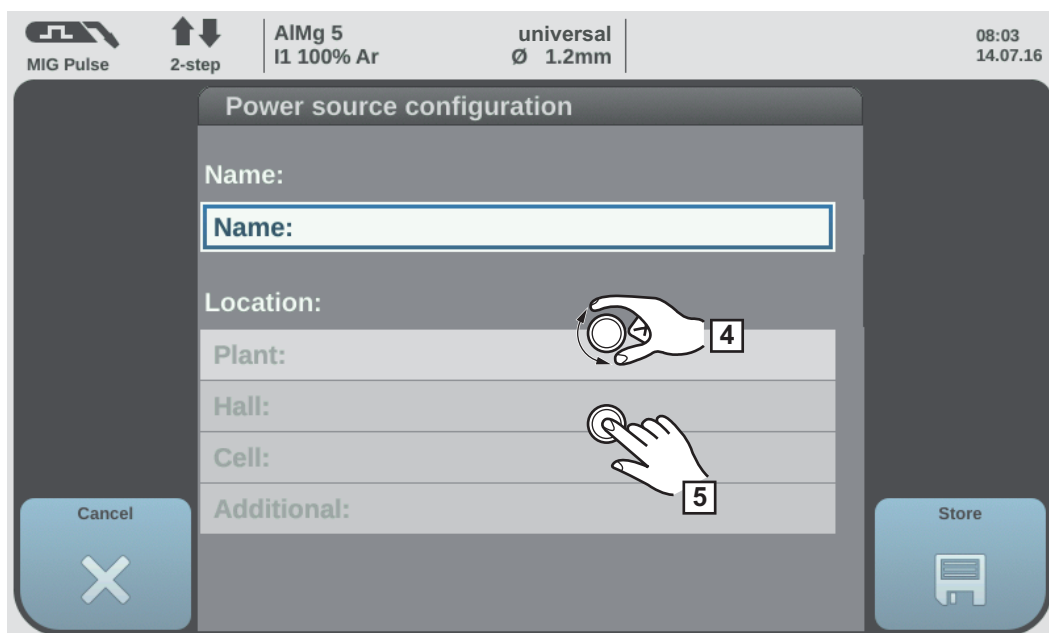 MIG Pulse
2-step
AlMg 5
I1 100% Ar
universal
Ø 1.2mm
08:03
14.07.16
Power source configuration
Name:
Name:
Location:
Plant:
4
Hall:
Cell:
5
Additional:
Cancel
Store